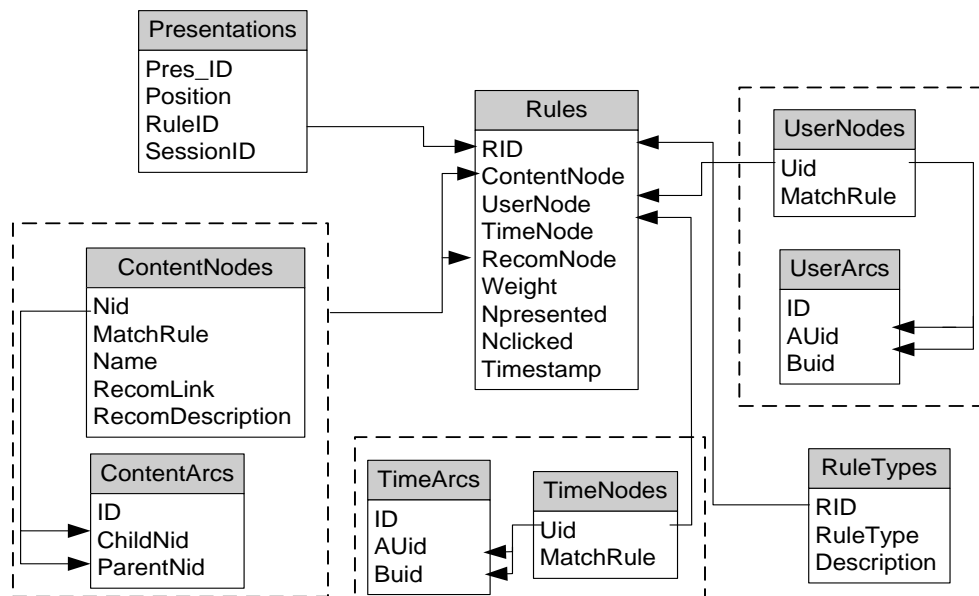 Presentations
Pres_ID
Position
RuleID
SessionID
Rules
RID
ContentNode
UserNode
TimeNode
RecomNode
Weight
Npresented
Nclicked
Timestamp
UserNodes
Uid
MatchRule
UserArcs
ID
AUid
Buid
ContentNodes
Nid
MatchRule
Name
RecomLink
RecomDescription
ContentArcs
ID
ChildNid
ParentNid
TimeArcs
ID
AUid
Buid
TimeNodes
Uid
MatchRule
RuleTypes
RID
RuleType
Description